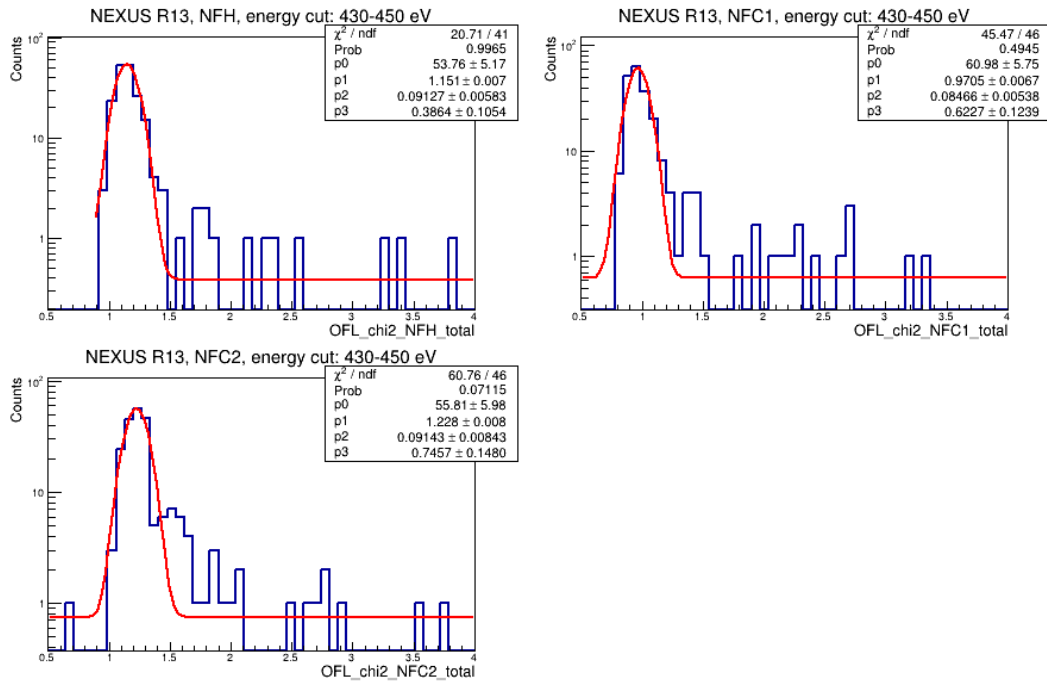 NEXUS R13, NFH, energy cut: 430-450 eV
χ² / ndf 20.71 / 41
Prob 0.9965
p0 53.76 ± 5.17
p1 1.151 ± 0.007
p2 0.09127 ± 0.00583
p3 0.3864 ± 0.1054
Counts
10²
10
1
0.5 1 1.5 2 2.5 3 3.5 4
OFL_chi2_NFH_total
NEXUS R13, NFC1, energy cut: 430-450 eV
χ² / ndf 45.47 / 46
Prob 0.4945
p0 60.98 ± 5.75
p1 0.9705 ± 0.0067
p2 0.08466 ± 0.00538
p3 0.6227 ± 0.1239
Counts
10²
10
1
0.5 1 1.5 2 2.5 3 3.5 4
OFL_chi2_NFC1_total
NEXUS R13, NFC2, energy cut: 430-450 eV
χ² / ndf 60.76 / 46
Prob 0.07115
p0 55.81 ± 5.98
p1 1.228 ± 0.008
p2 0.09143 ± 0.00843
p3 0.7457 ± 0.1480
Counts
10²
10
1
0.5 1 1.5 2 2.5 3 3.5 4
OFL_chi2_NFC2_total